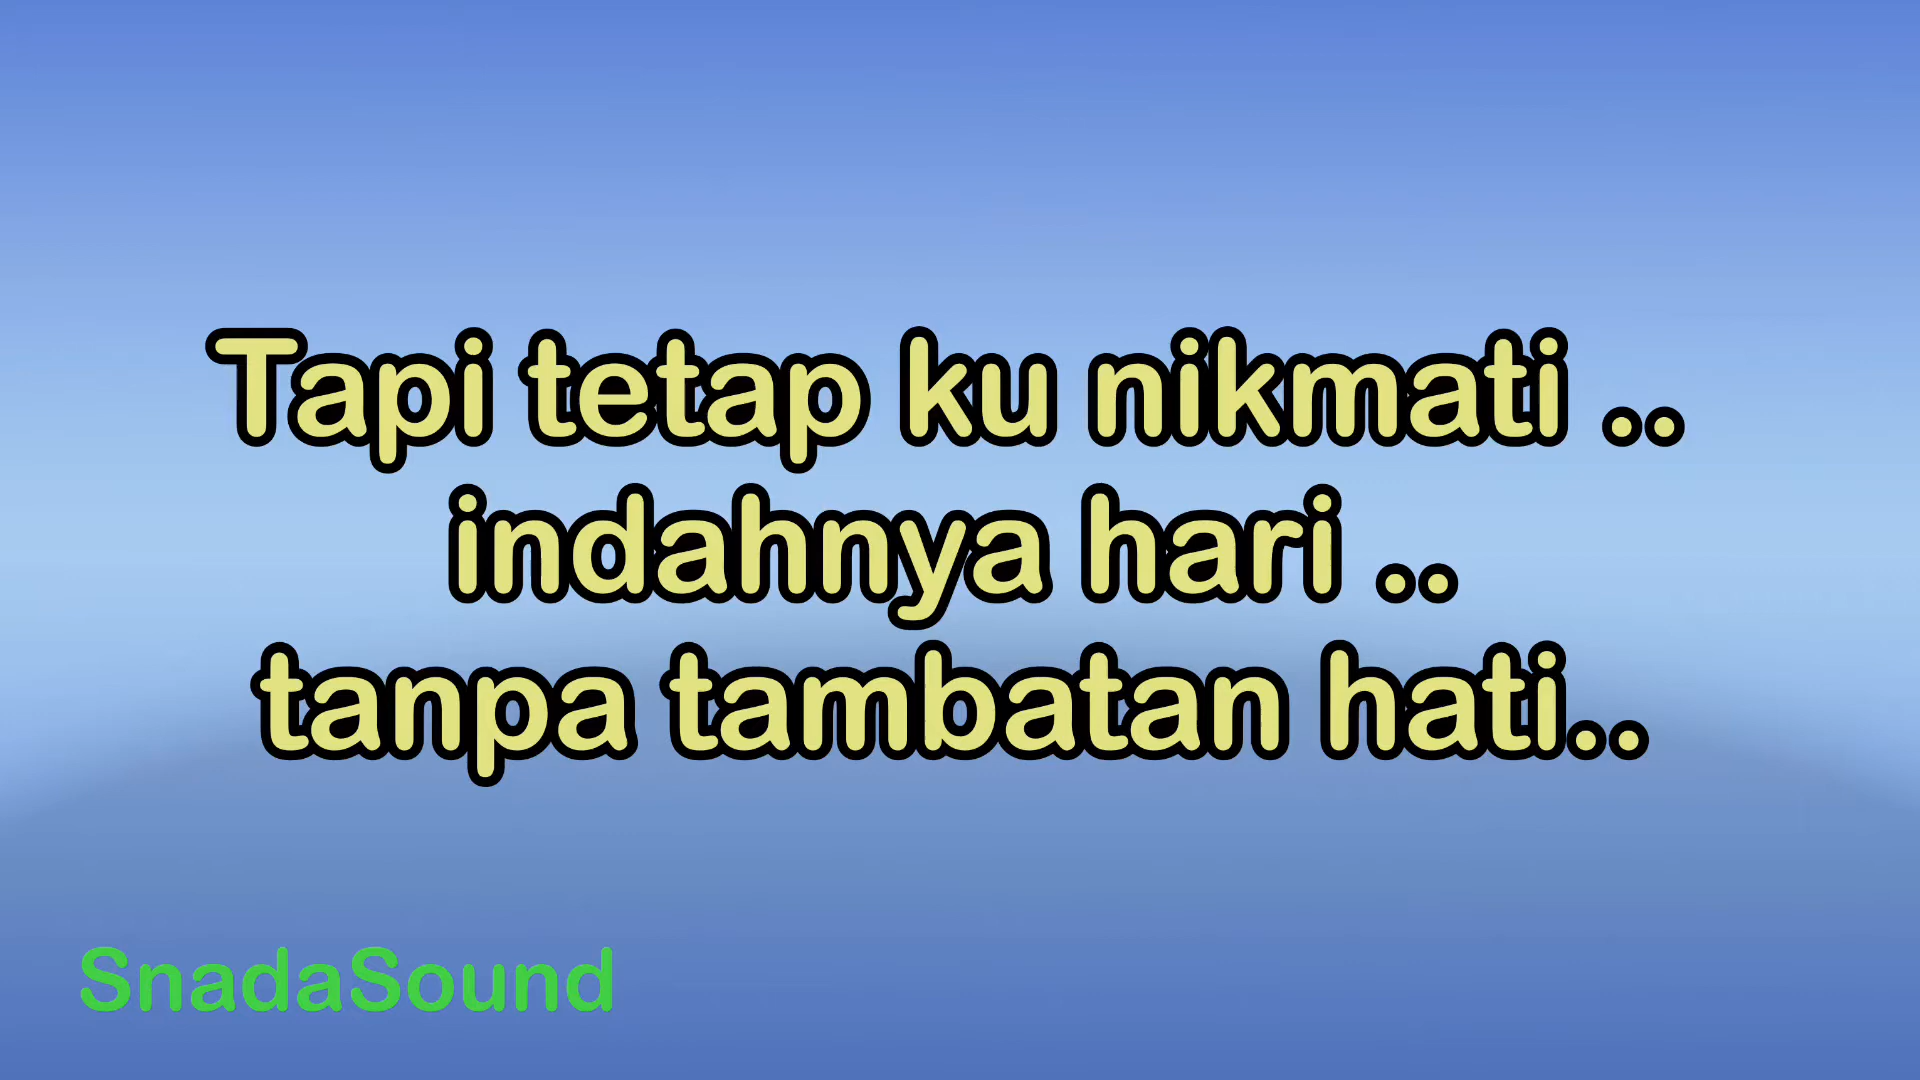 Tapi tetap ku nikmati ..
indahnya hari ..
tanpa tambatan hati..
SnadaSound